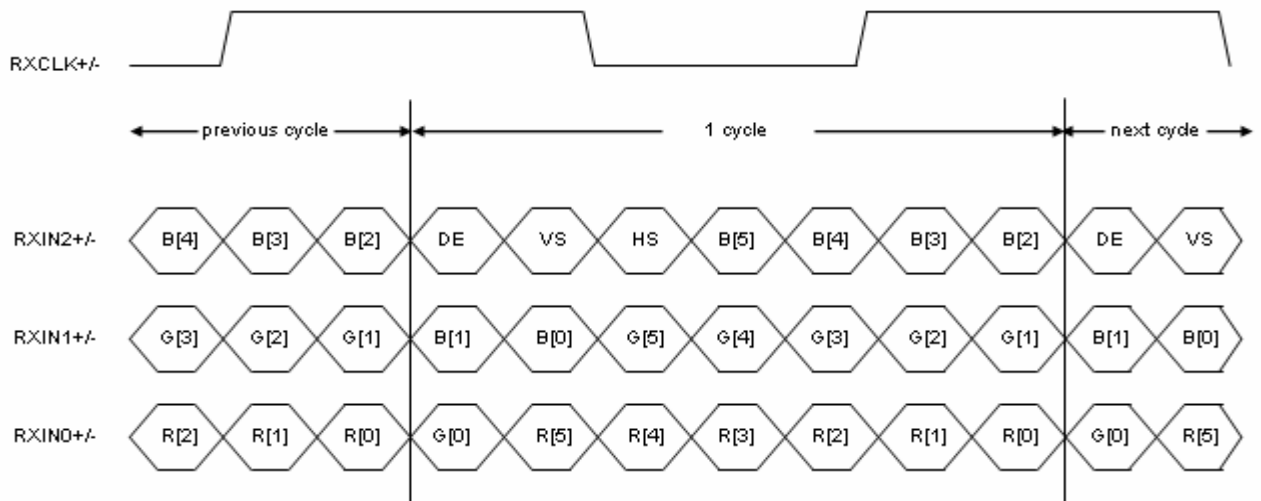 RXCLK+/-
previous cycle 1 cycle next cycle
RXIN2+/- B[4] B[3] B[2] DE VS HS B[5] B[4] B[3] B[2] DE VS
RXIN1+/- G[3] G[2] G[1] B[1] B[0] G[5] G[4] G[3] G[2] G[1] B[1] B[0]
RXIN0+/- R[2] R[1] R[0] G[0] R[5] R[4] R[3] R[2] R[1] R[0] G[0] R[5]